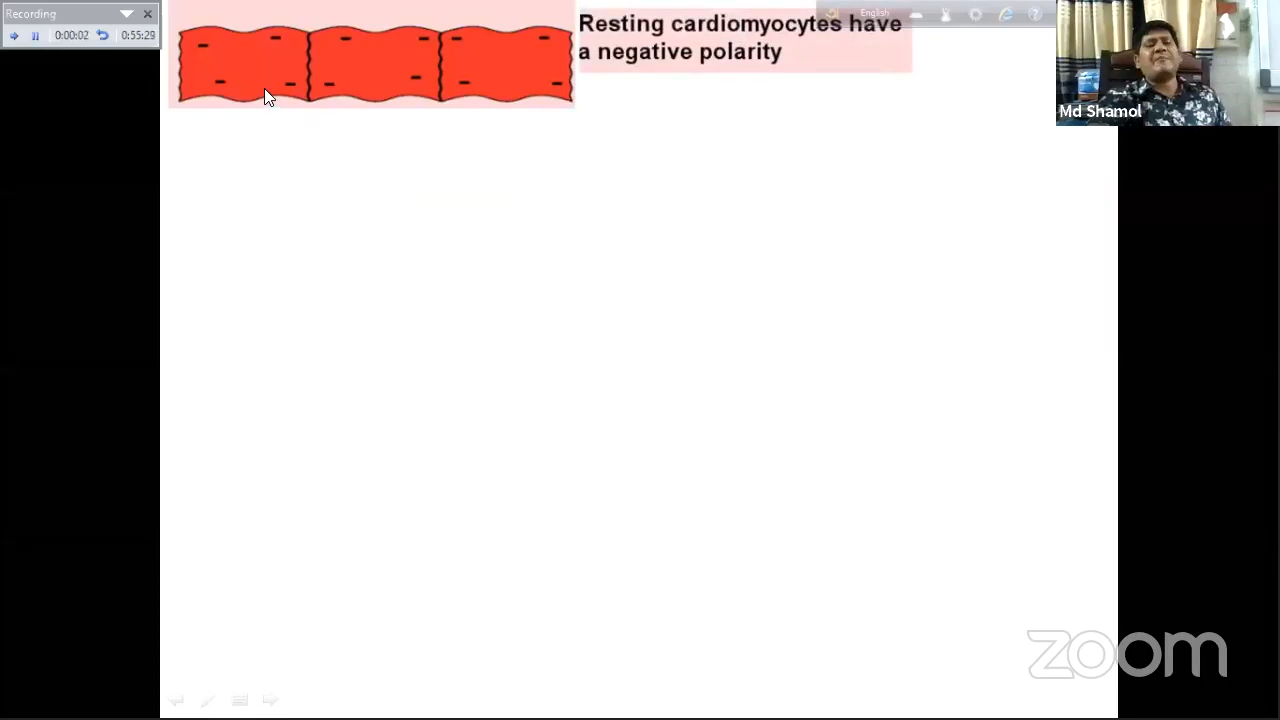 Recording
0:00:02
0:55:29
Resting cardiomyocytes have
a negative polarity
English
Md Shamol
zoom